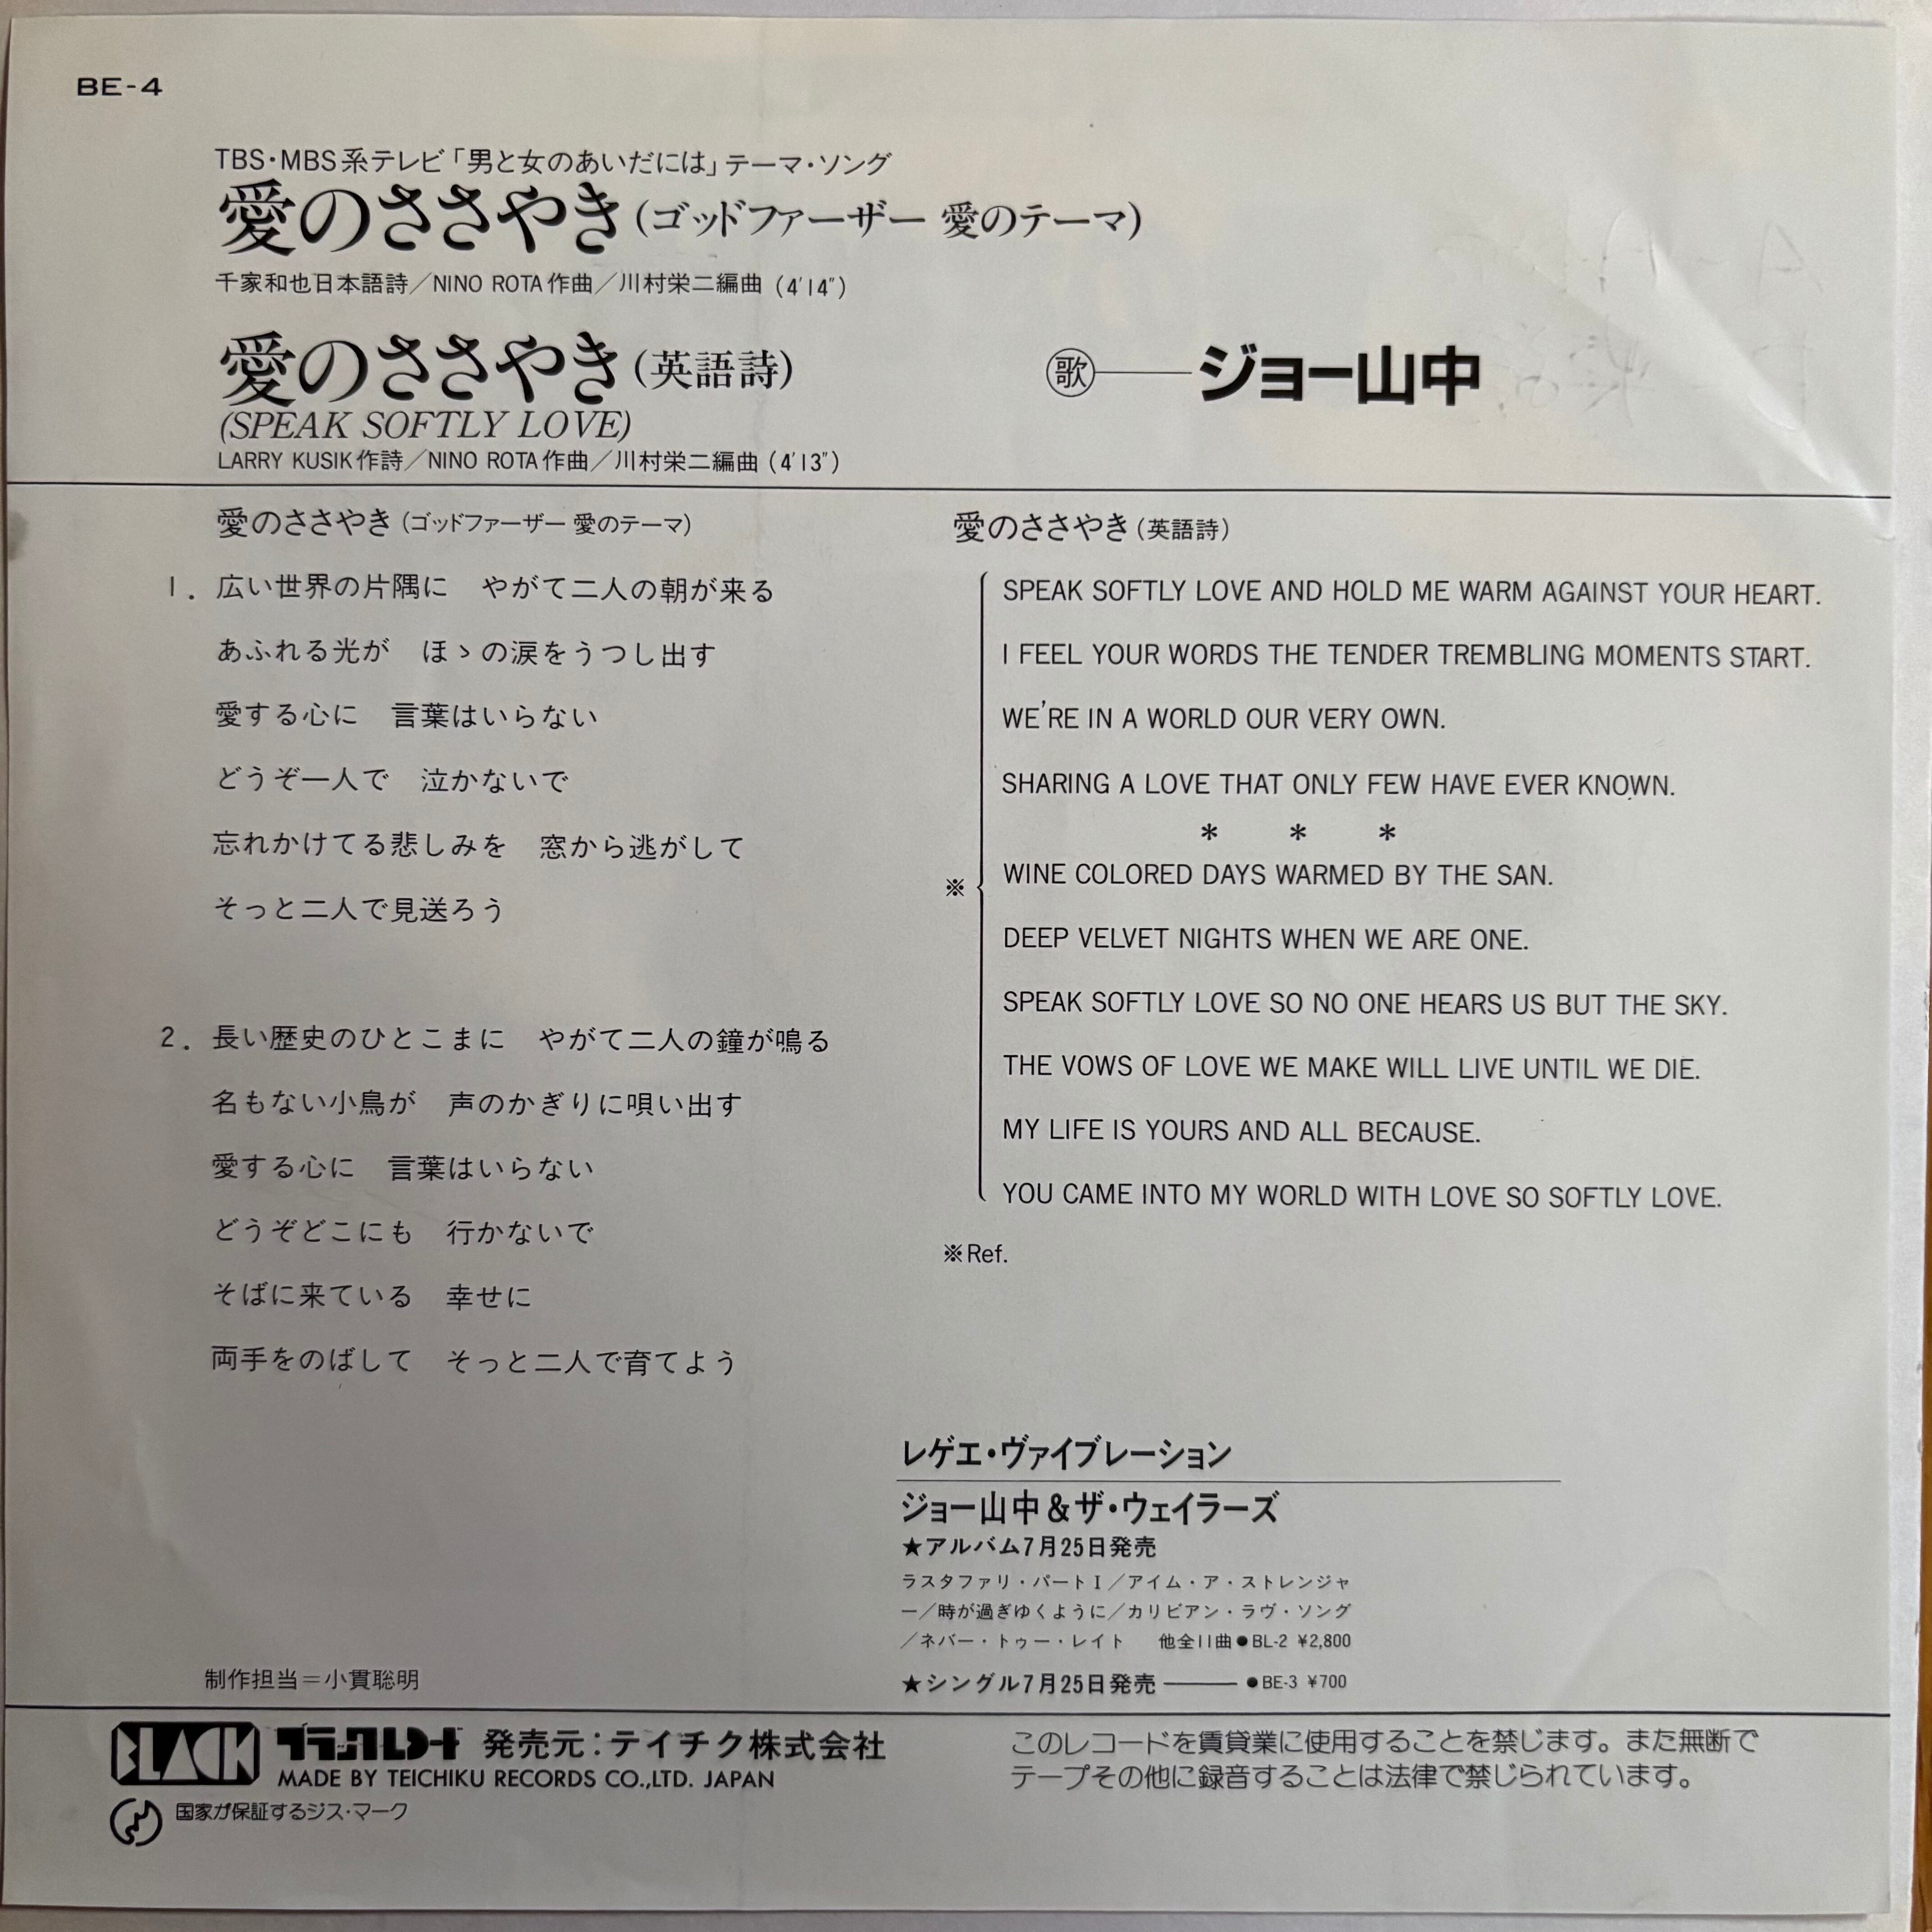 BE-4
TBS・MBS系テレビ「男と女のあいだには」テーマ・ソング
愛のささやき(ゴッドファーザー 愛のテーマ)
千家和也日本語詩／NINO ROTA作曲／川村栄二編曲 (4'14")
愛のささやき(英語詩)
(SPEAK SOFTLY LOVE)
LARRY KUSIK作詩／NINO ROTA作曲／川村栄二編曲 (4'13")
歌――ジョー山中
愛のささやき(ゴッドファーザー 愛のテーマ)
1. 広い世界の片隅に　やがて二人の朝が来る
あふれる光が　ほゝの涙をうつし出す
愛する心に　言葉はいらない
どうぞ一人で　泣かないで
忘れかけてる悲しみを　窓から逃がして
そっと二人で見送ろう
2. 長い歴史のひとこまに　やがて二人の鐘が鳴る
名もない小鳥が　声のかぎりに唄い出す
愛する心に　言葉はいらない
どうぞどこにも　行かないで
そばに来ている　幸せに
両手をのばして　そっと二人で育てよう
愛のささやき(英語詩)
SPEAK SOFTLY LOVE AND HOLD ME WARM AGAINST YOUR HEART.
I FEEL YOUR WORDS THE TENDER TREMBLING MOMENTS START.
WE'RE IN A WORLD OUR VERY OWN.
SHARING A LOVE THAT ONLY FEW HAVE EVER KNOWN.
* * *
※
WINE COLORED DAYS WARMED BY THE SAN.
DEEP VELVET NIGHTS WHEN WE ARE ONE.
SPEAK SOFTLY LOVE SO NO ONE HEARS US BUT THE SKY.
THE VOWS OF LOVE WE MAKE WILL LIVE UNTIL WE DIE.
MY LIFE IS YOURS AND ALL BECAUSE.
YOU CAME INTO MY WORLD WITH LOVE SO SOFTLY LOVE.
※Ref.
レゲエ・ヴァイブレーション
ジョー山中＆ザ・ウェイラーズ
★アルバム7月25日発売
ラスタファリ・パートI／アイム・ア・ストレンジャ
ー／時が過ぎゆくように／カリビアン・ラヴ・ソング
／ネバー・トゥー・レイト　他全11曲●BL-2 ¥2,800
★シングル7月25日発売――●BE-3 ¥700
制作担当＝小貫聡明
BLACK ブラックレコード 発売元：テイチク株式会社
MADE BY TEICHIKU RECORDS CO.,LTD. JAPAN
国家が保証するジス・マーク
このレコードを賃貸業に使用することを禁じます。また無断で
テープその他に録音することは法律で禁じられています。